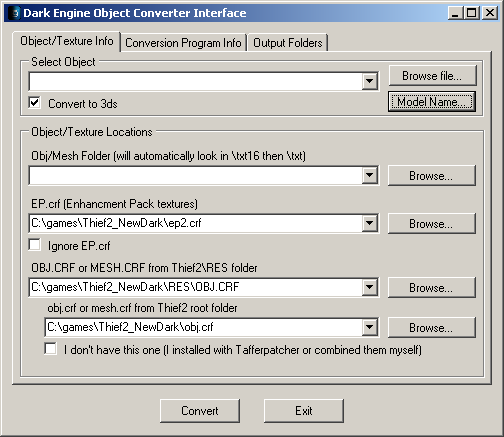 Dark Engine Object Converter Interface
Object/Texture Info
Conversion Program Info
Output Folders
Select Object
Browse file...
Convert to 3ds
Model Name...
Object/Texture Locations
Obj/Mesh Folder (will automatically look in \txt16 then \txt)
Browse...
EP.crf (Enhancment Pack textures)
C:\games\Thief2_NewDark\ep2.crf
Browse...
Ignore EP.crf
OBJ.CRF or MESH.CRF from Thief2\RES folder
C:\games\Thief2_NewDark\RES\OBJ.CRF
Browse...
obj.crf or mesh.crf from Thief2 root folder
C:\games\Thief2_NewDark\obj.crf
Browse...
I don't have this one (I installed with Tafferpatcher or combined them myself)
Convert
Exit